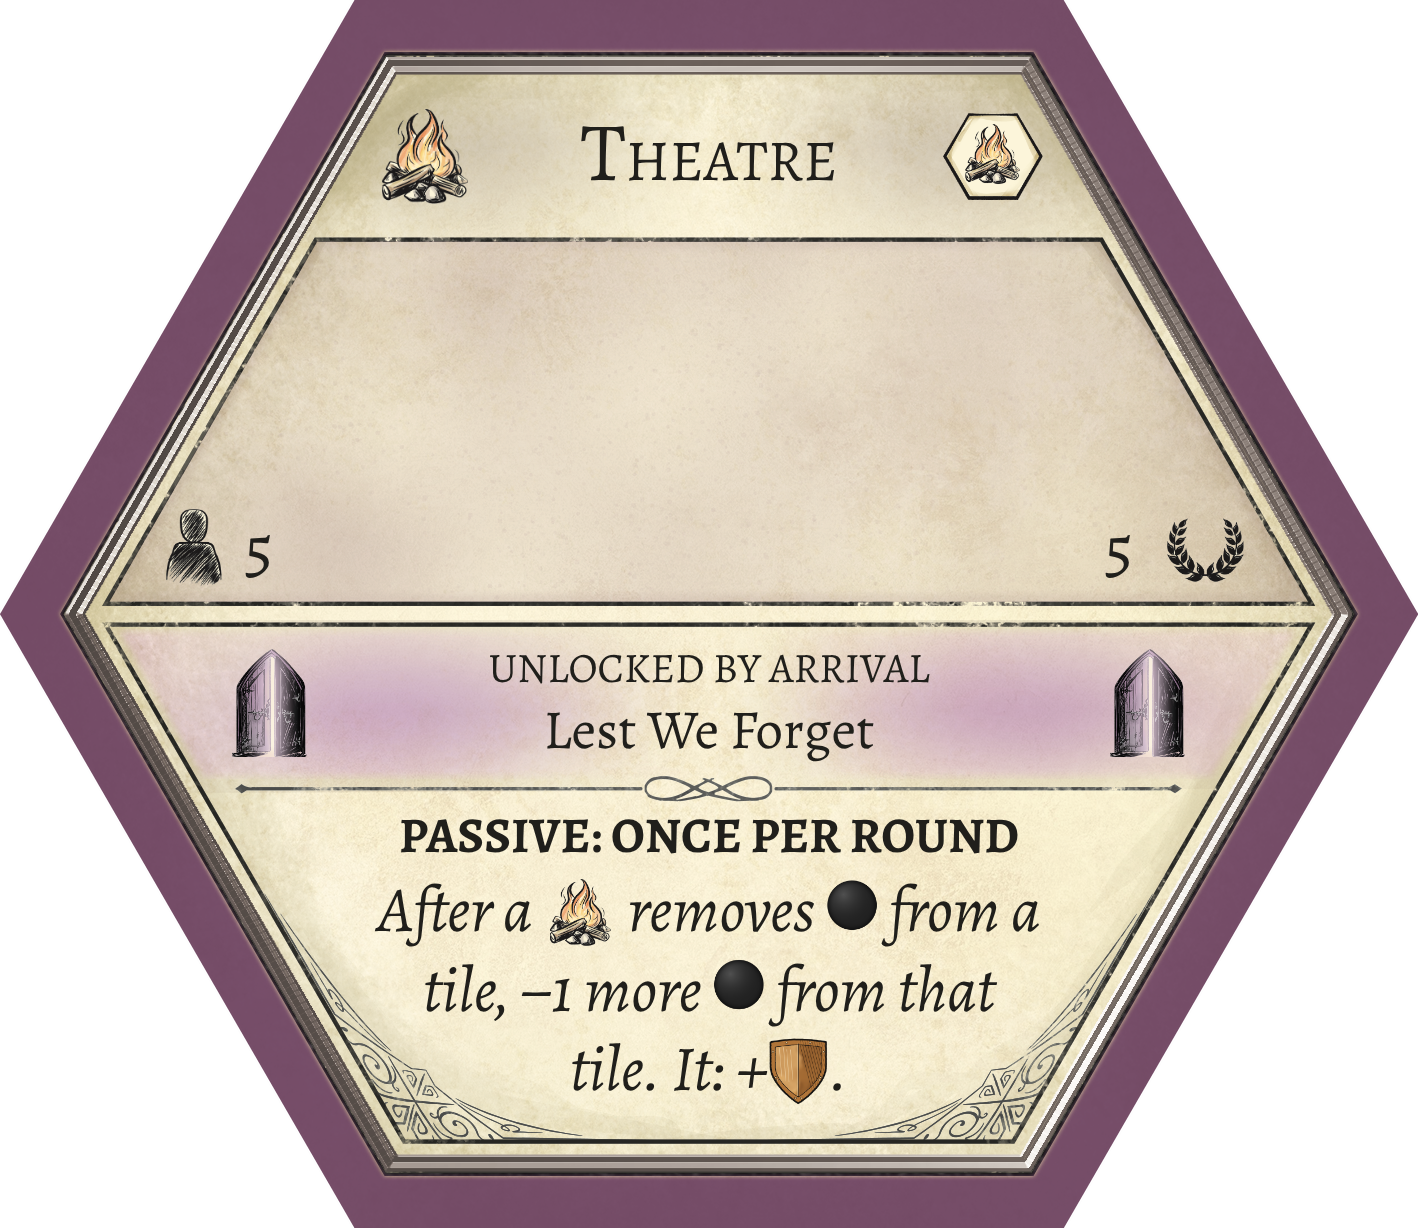 Theatre
5
5
UNLOCKED BY ARRIVAL
Lest We Forget
PASSIVE: ONCE PER ROUND
After a removes from a
tile, –1 more from that
tile. It: + .